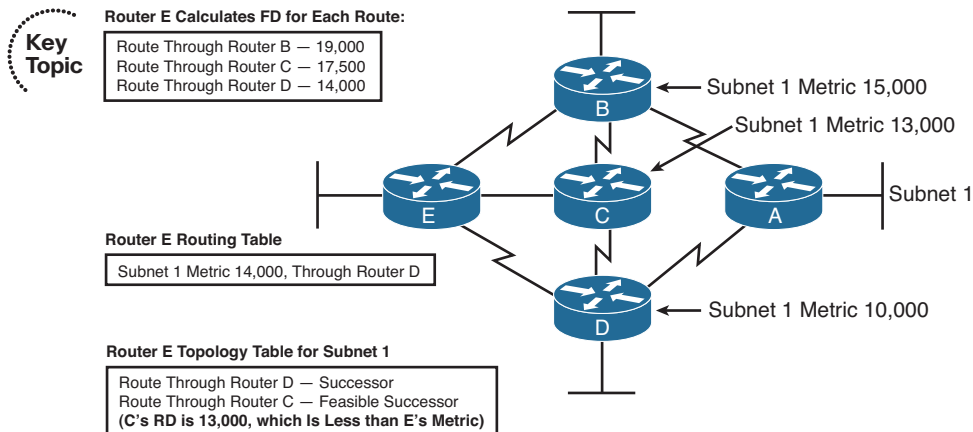 Key
Topic
Router E Calculates FD for Each Route:
Route Through Router B — 19,000
Route Through Router C — 17,500
Route Through Router D — 14,000
B
Subnet 1 Metric 15,000
Subnet 1 Metric 13,000
E
C
A
Subnet 1
Router E Routing Table
Subnet 1 Metric 14,000, Through Router D
D
Subnet 1 Metric 10,000
Router E Topology Table for Subnet 1
Route Through Router D — Successor
Route Through Router C — Feasible Successor
(C's RD is 13,000, which Is Less than E's Metric)